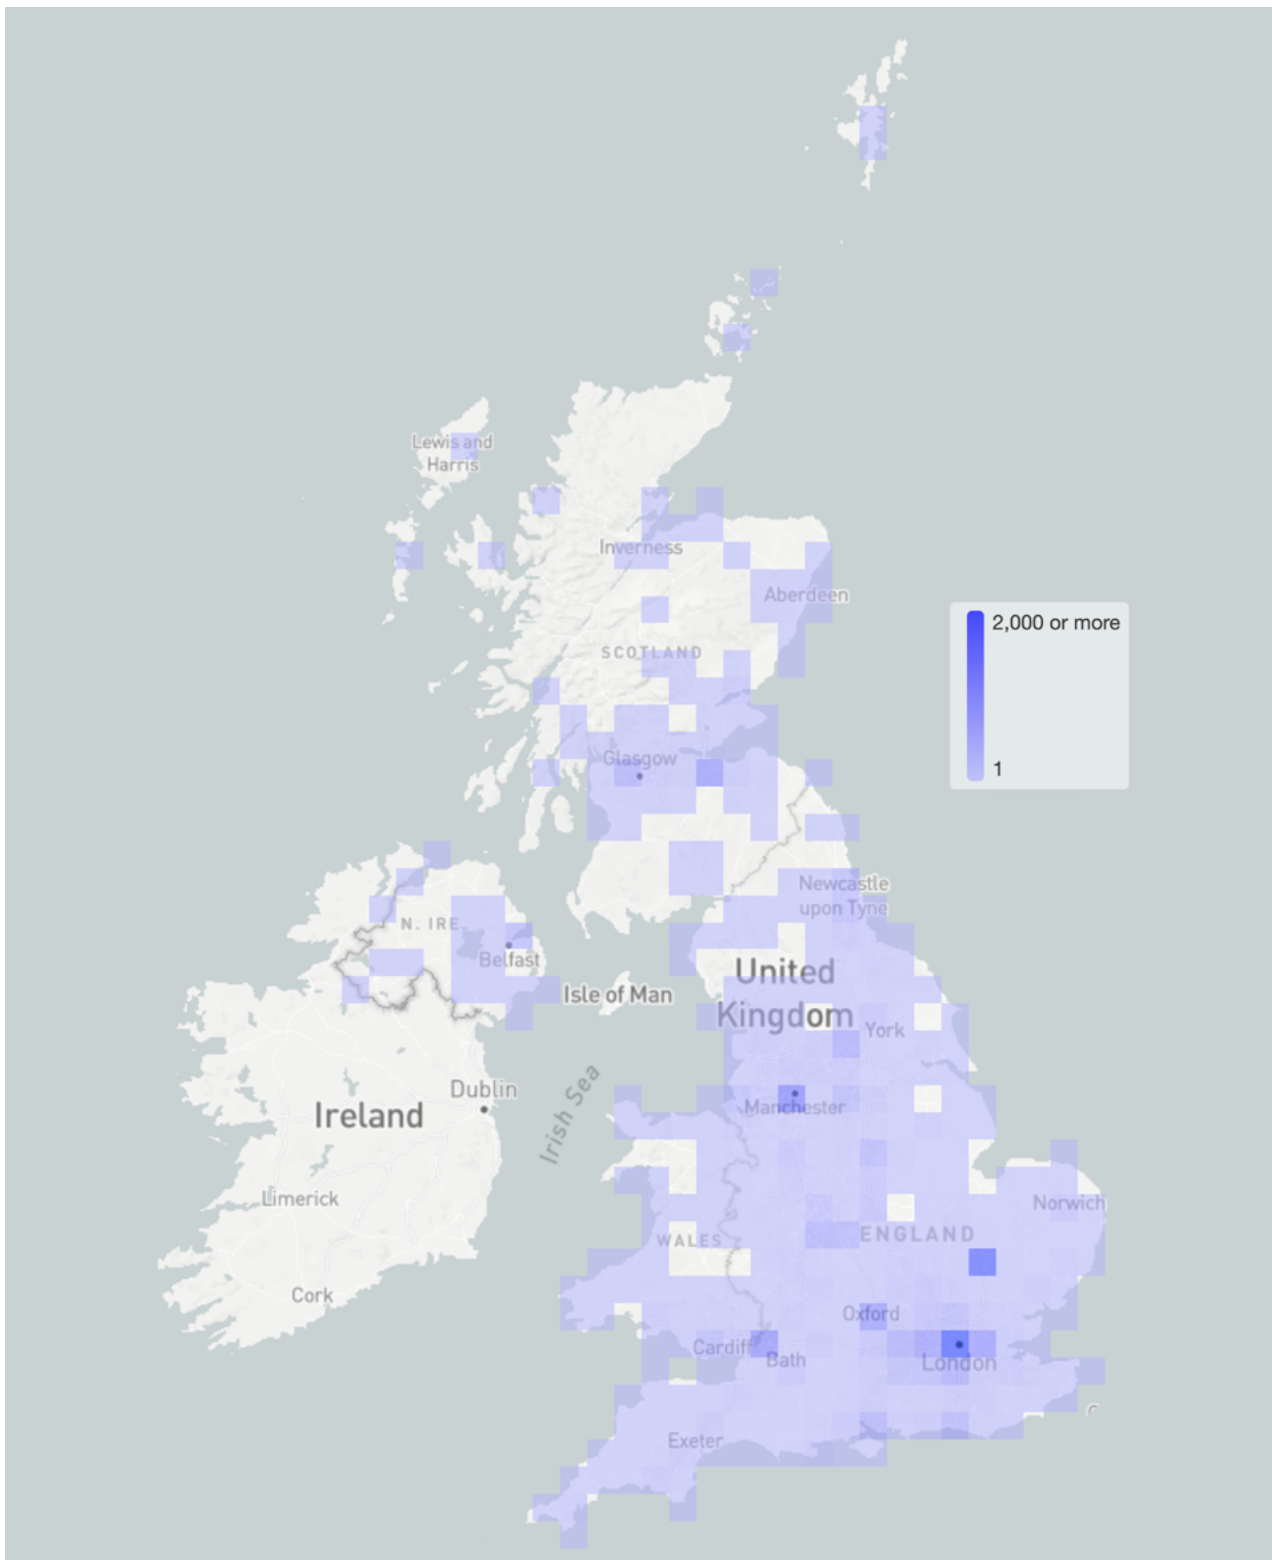 Lewis and
Harris
Inverness
Aberdeen
SCOTLAND
2,000 or more
1
Glasgow
Newcastle
upon Tyne
N. IRE.
Belfast
Isle of Man
United
Kingdom
York
Irish Sea
Dublin
Ireland
Manchester
Limerick
Norwich
WALES
ENGLAND
Cork
Oxford
Cardiff
Bath
London
Exeter